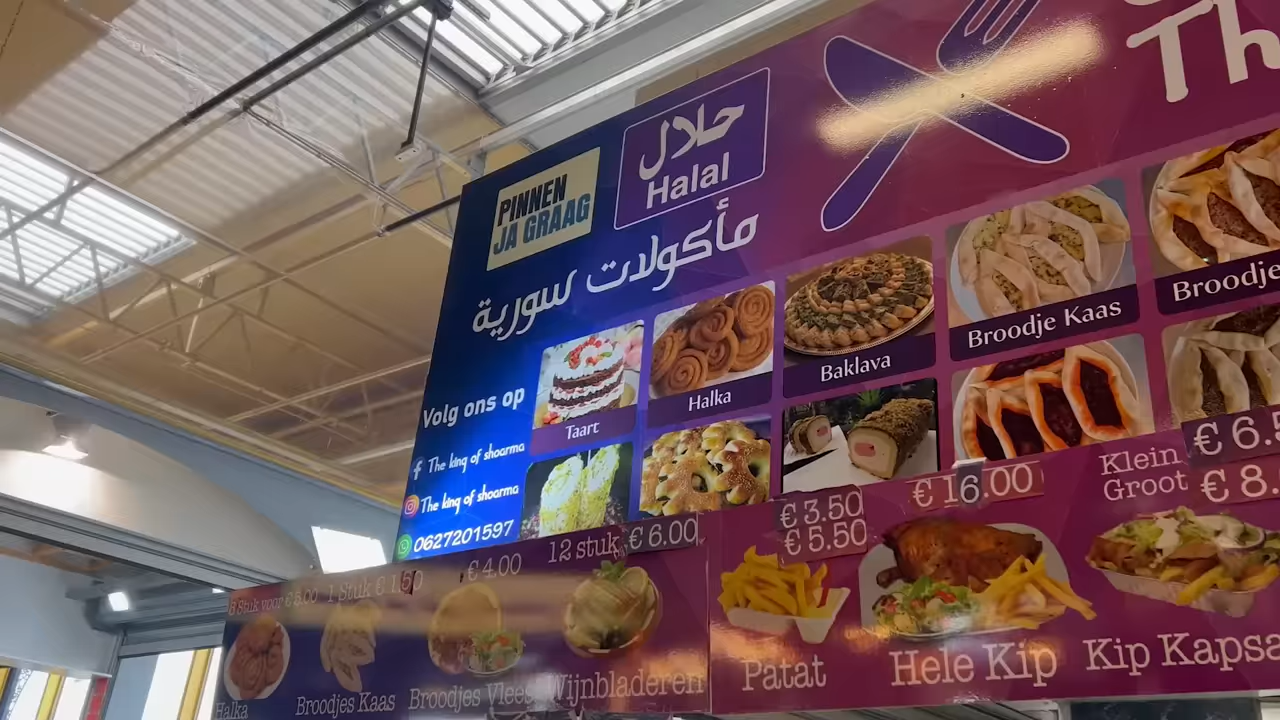 Th
PINNEN
JA GRAAG
حلال
Halal
مأكولات سورية
Volg ons op
The king of shoarma
The king of shoarma
0627201597
Taart
Halka
Baklava
Broodje Kaas
Broodje
Klein
Groot
€ 6.5
€ 8.
€ 16.00
€ 3.50
€ 5.50
12 stuk € 6.00
€ 4.00
1 Stuk € 1.50
Stuk voor € 5.00
Halka
Broodjes Kaas
Broodjes Vlees
Wijnbladeren
Patat
Hele Kip
Kip Kapsa